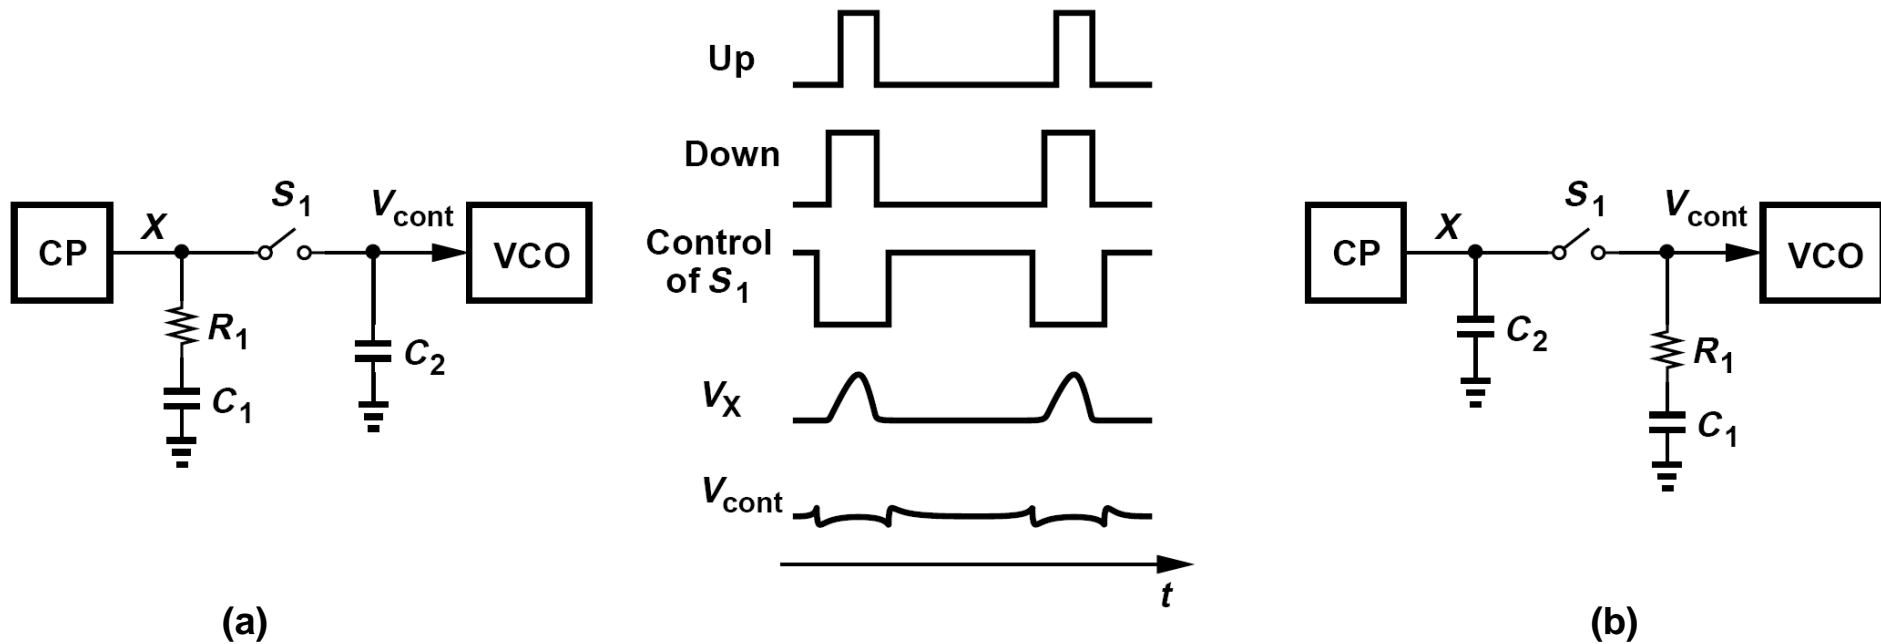 CP
X
S1
Vcont
VCO
R1
C1
C2
(a)
Up
Down
Control
of S1
VX
Vcont
t
CP
X
S1
Vcont
VCO
C2
R1
C1
(b)